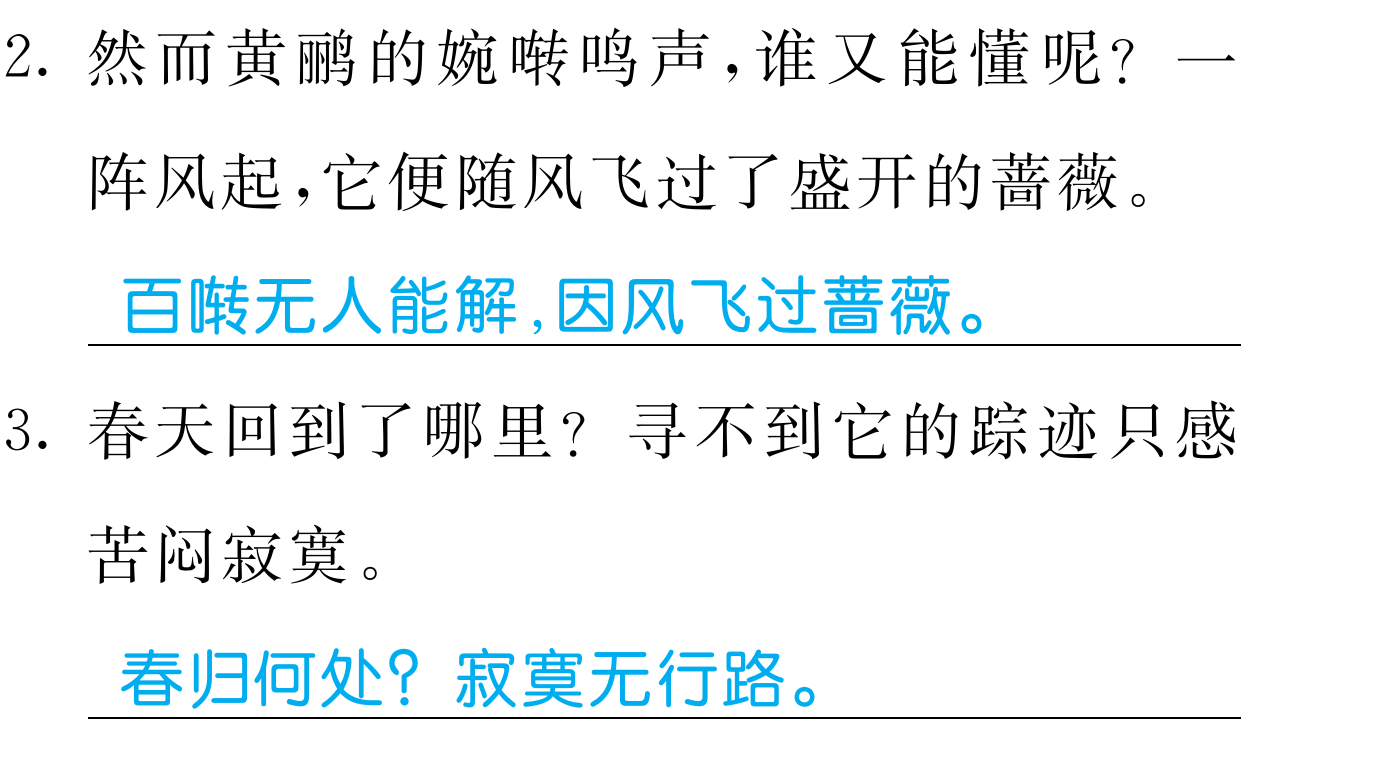 2. 然而黄鹂的婉啭鸣声,谁又能懂呢? 一
阵风起,它便随风飞过了盛开的蔷薇。
百啭无人能解,因风飞过蔷薇。
3. 春天回到了哪里? 寻不到它的踪迹只感
苦闷寂寞。
春归何处? 寂寞无行路。